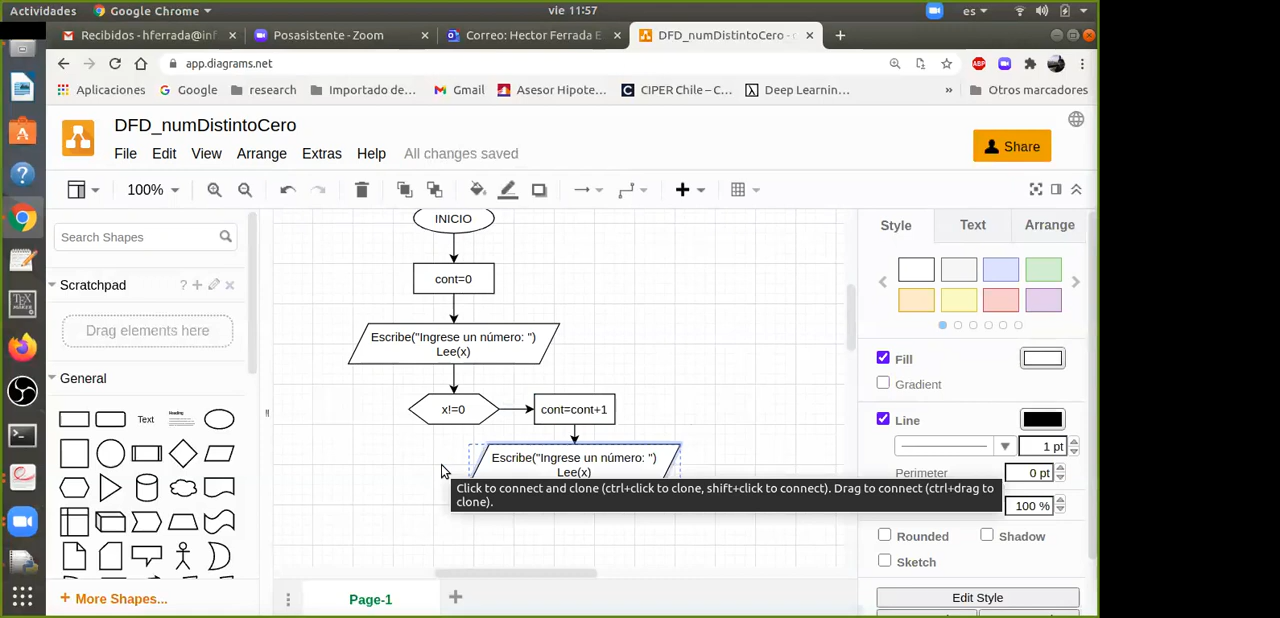 Actividades
Google Chrome
vie 11:57
es
Recibidos - hferrada@inf
Posasistente - Zoom
Correo: Hector Ferrada E
DFD_numDistintoCero - d
app.diagrams.net
ABP
Aplicaciones
Google
research
Importado de…
Gmail
Asesor Hipote…
CIPER Chile – C…
Deep Learnin…
»
Otros marcadores
DFD_numDistintoCero
File
Edit
View
Arrange
Extras
Help
All changes saved
Share
100%
Search Shapes
Scratchpad
Drag elements here
General
Text
Heading
+ More Shapes...
INICIO
cont=0
Escribe("Ingrese un número: ")
Lee(x)
x!=0
cont=cont+1
Escribe("Ingrese un número: ")
Lee(x)
Click to connect and clone (ctrl+click to clone, shift+click to connect). Drag to connect (ctrl+drag to
clone).
Page-1
Style
Text
Arrange
Fill
Gradient
Line
1 pt
Perimeter
0 pt
100 %
Rounded
Shadow
Sketch
Edit Style